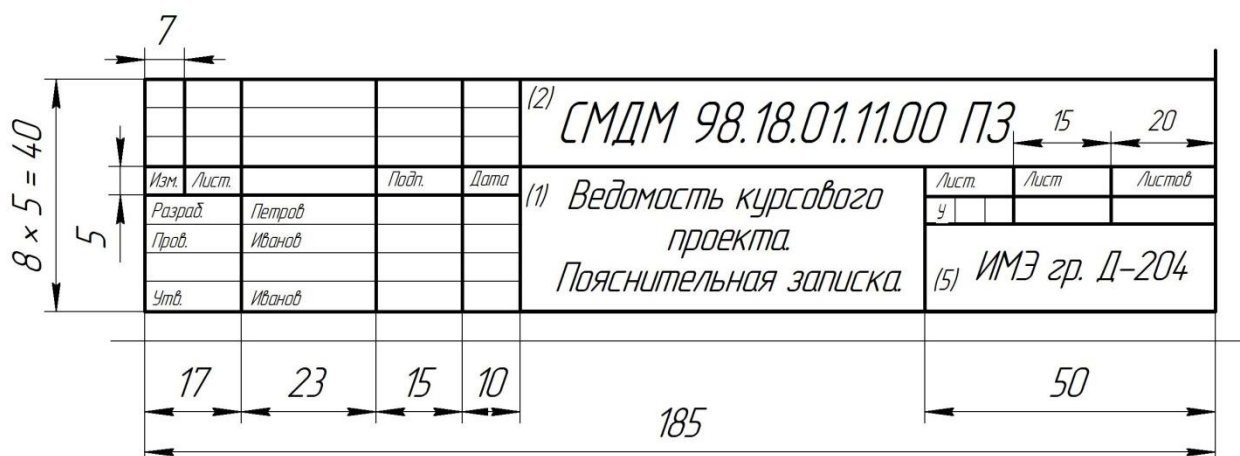 7
(2) СМДМ 98.18.01.11.00 ПЗ
15
20
8 × 5 = 40
5
Изм. Лист. Подп. Дата
Разраб. Петров
Пров. Иванов
Утв. Иванов
(1) Ведомость курсового
проекта.
Пояснительная записка.
Лист. Лист Листов
У
(5) ИМЭ гр. Д-204
17
23
15
10
50
185